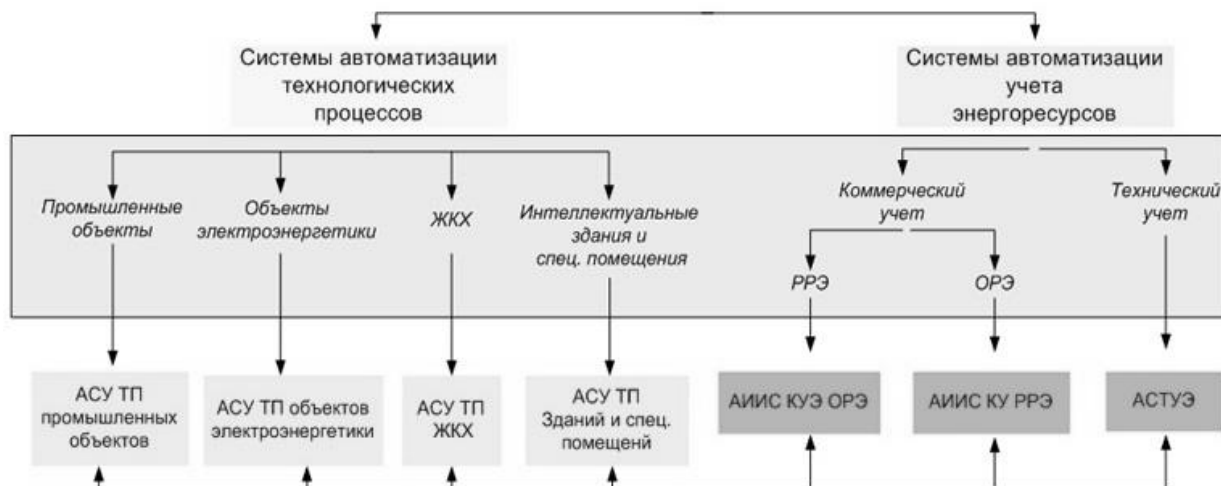 Системы автоматизации
технологических
процессов
Системы автоматизации
учета
энергоресурсов
Промышленные
объекты
Объекты
электроэнергетики
ЖКХ
Интеллектуальные
здания и
спец. помещения
Коммерческий
учет
Технический
учет
РРЭ
ОРЭ
АСУ ТП
промышленных
объектов
АСУ ТП объектов
электроэнергетики
АСУ ТП
ЖКХ
АСУ ТП
Зданий и спец.
помещенй
АИИС КУЭ ОРЭ
АИИС КУ РРЭ
АСТУЭ